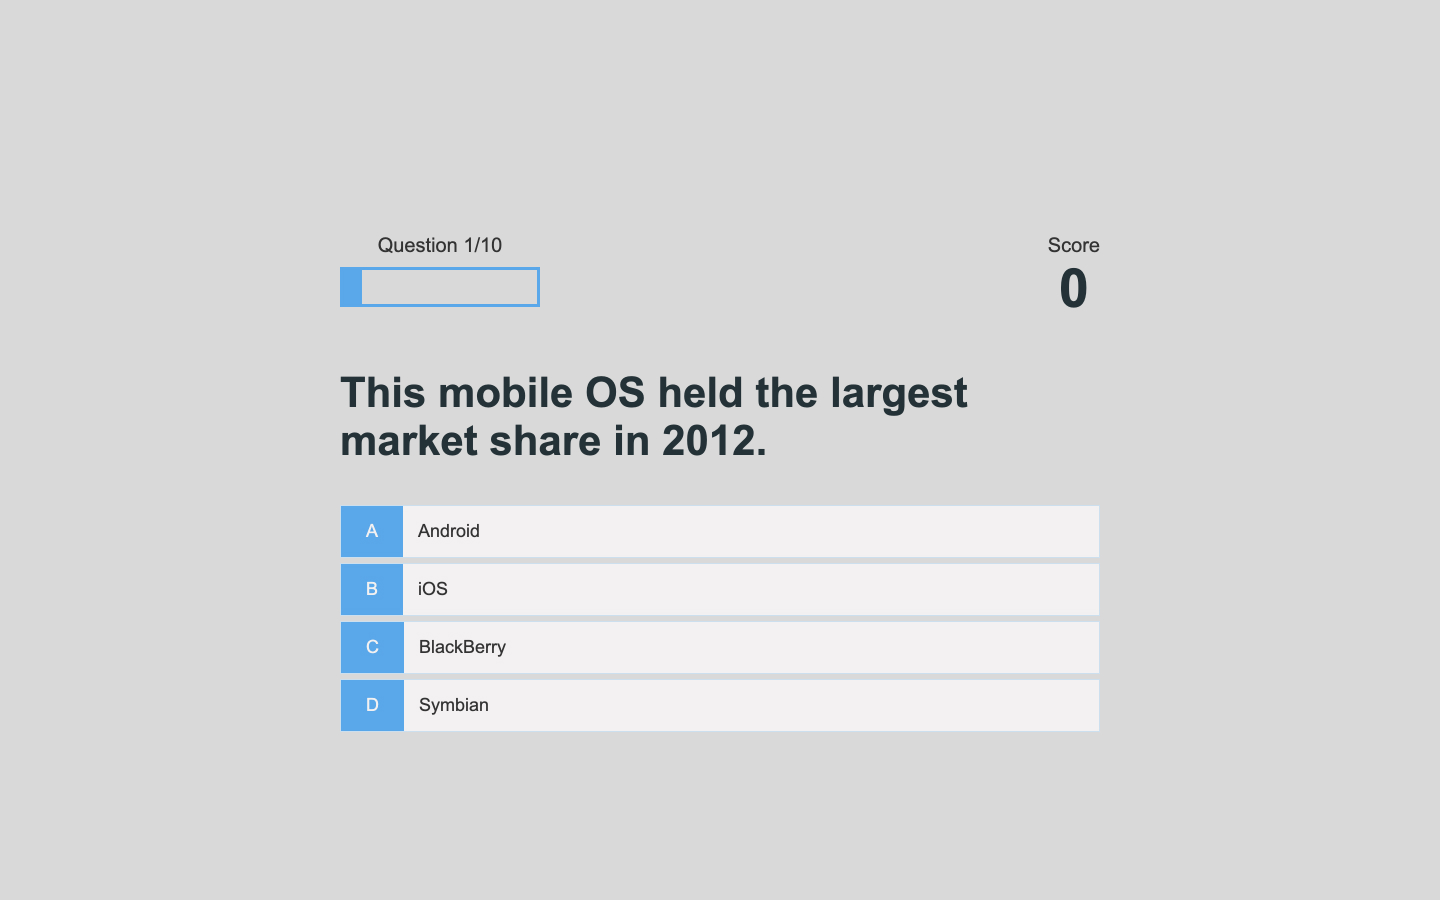 Question 1/10
Score
0
This mobile OS held the largest
market share in 2012.
A Android
B iOS
C BlackBerry
D Symbian